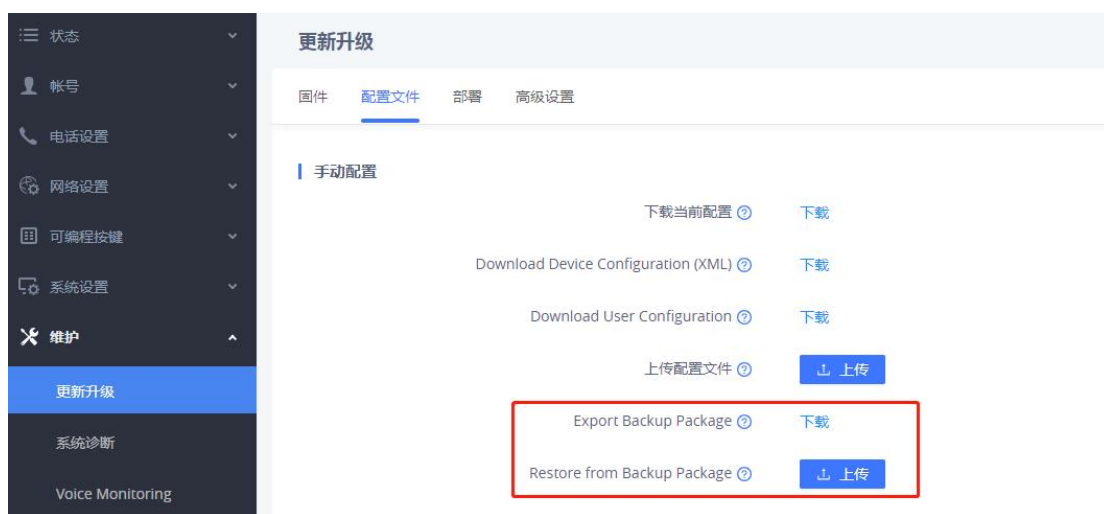 状态
帐号
电话设置
网络设置
可编程按键
系统设置
维护
更新升级
系统诊断
Voice Monitoring
更新升级
固件 配置文件 部署 高级设置
手动配置
下载当前配置 ? 下载
Download Device Configuration (XML) ? 下载
Download User Configuration ? 下载
上传配置文件 ? 上传
Export Backup Package ? 下载
Restore from Backup Package ? 上传